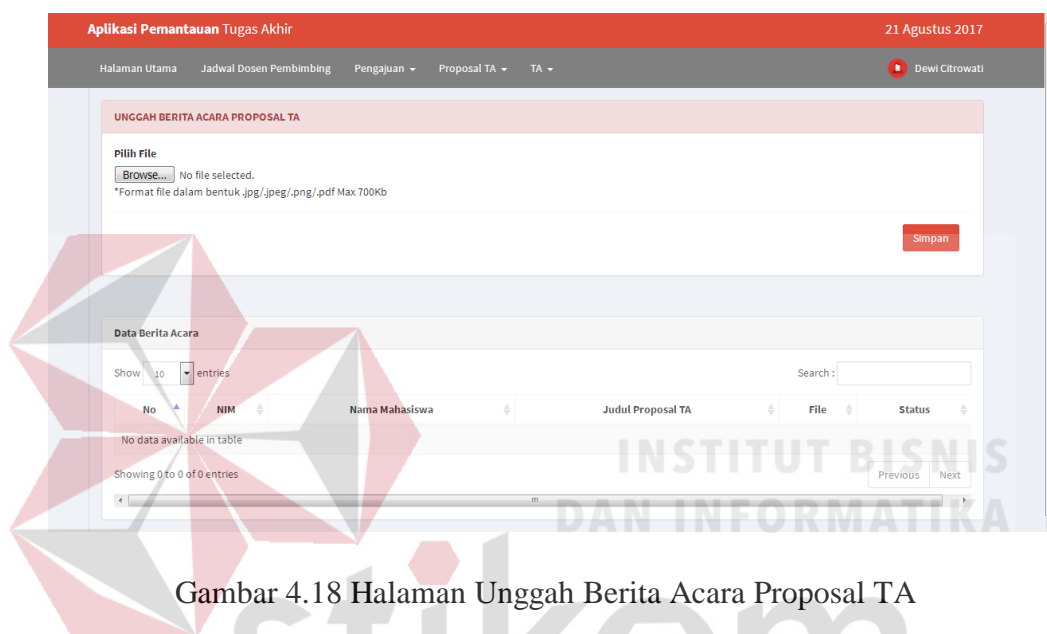 Aplikasi Pemantauan Tugas Akhir 21 Agustus 2017
Halaman Utama Jadwal Dosen Pembimbing Pengajuan Proposal TA TA Dewi Citrowati
UNGGAH BERITA ACARA PROPOSAL TA
Pilih File
Browse... No file selected.
*Format file dalam bentuk .jpg/.jpeg/.png/.pdf Max 700Kb
Simpan
Data Berita Acara
Show 10 entries Search :
No NIM Nama Mahasiswa Judul Proposal TA File Status
No data available in table
INSTITUT BISNIS
Showing 0 to 0 of 0 entries Previous Next
DAN INFORMATIKA
Gambar 4.18 Halaman Unggah Berita Acara Proposal TA
stikom